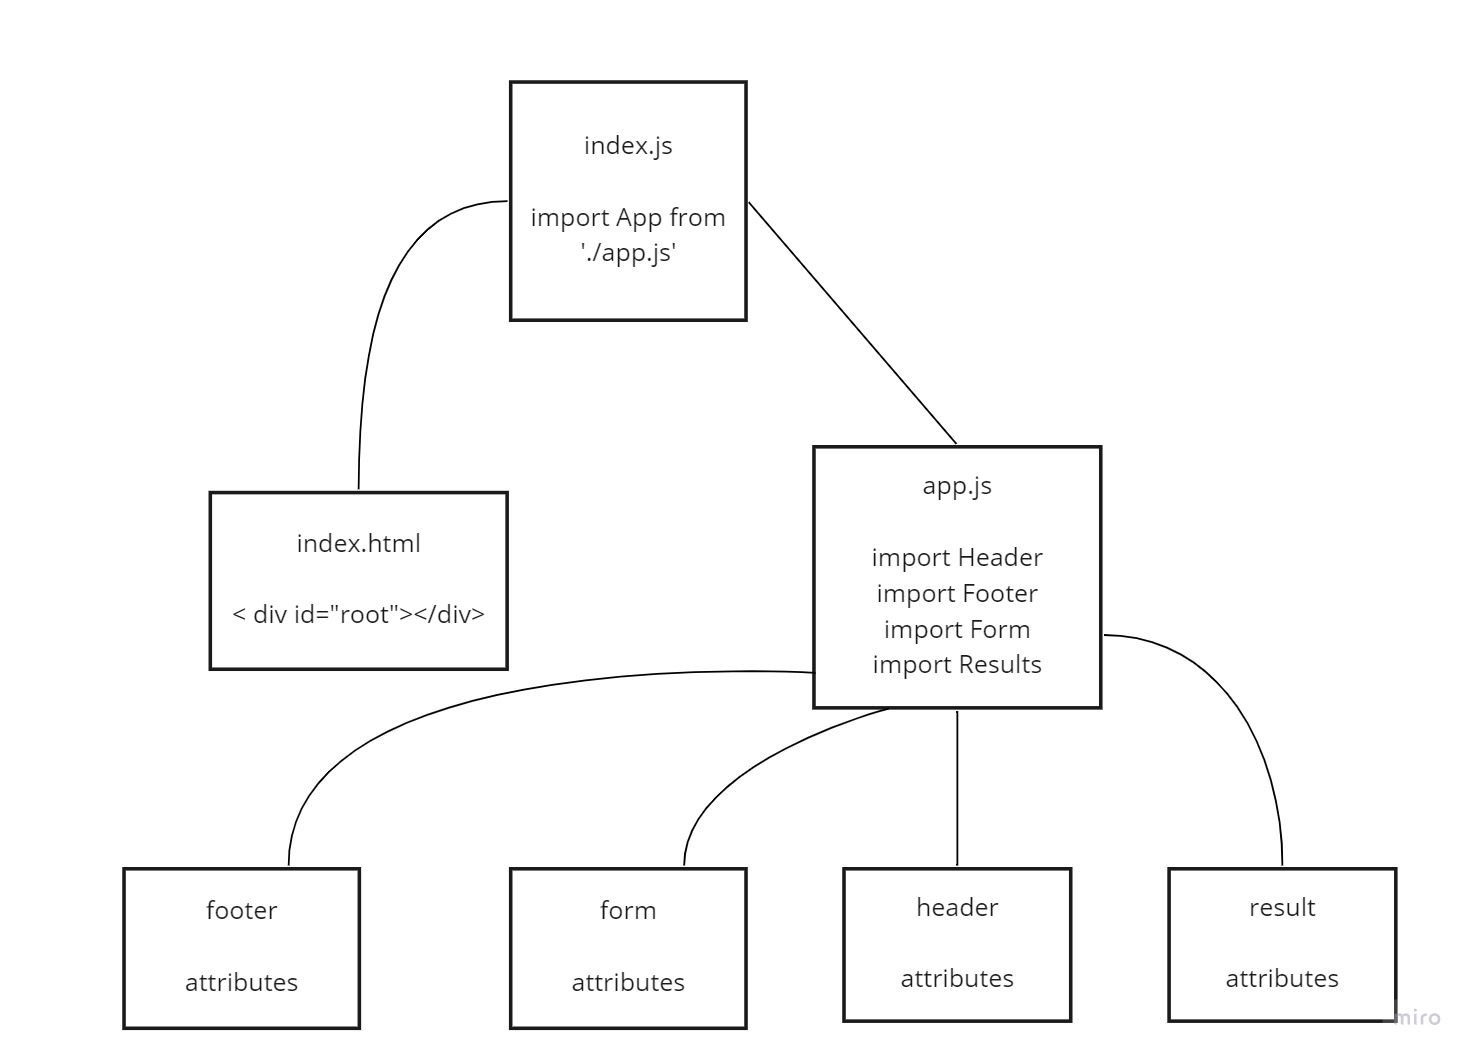 index.js
import App from
'./app.js'
index.html
< div id="root"></div>
app.js
import Header
import Footer
import Form
import Results
footer
attributes
form
attributes
header
attributes
result
attributes
miro